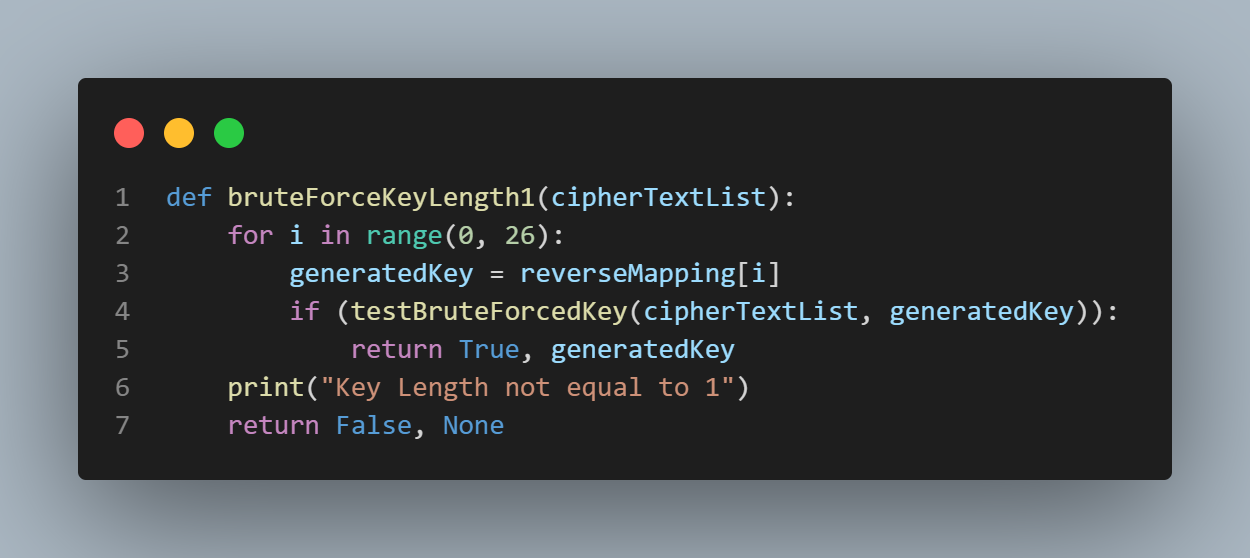 1 def bruteForceKeyLength1(cipherTextList):
2     for i in range(0, 26):
3         generatedKey = reverseMapping[i]
4         if (testBruteForcedKey(cipherTextList, generatedKey)):
5             return True, generatedKey
6     print("Key Length not equal to 1")
7     return False, None